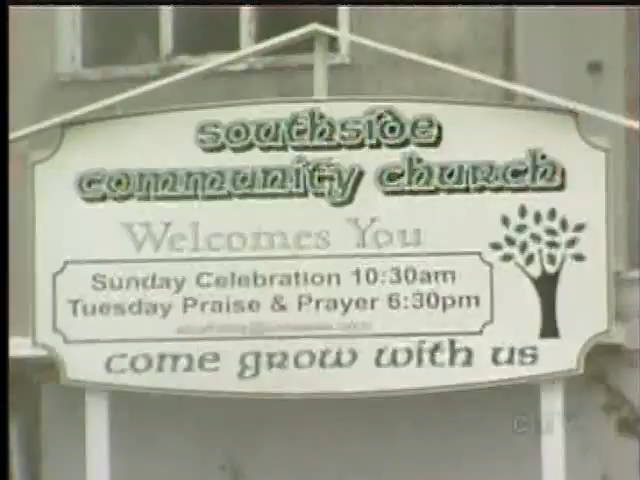 southside
community church
Welcomes You
Sunday Celebration 10:30am
Tuesday Praise & Prayer 6:30pm
come grow with us